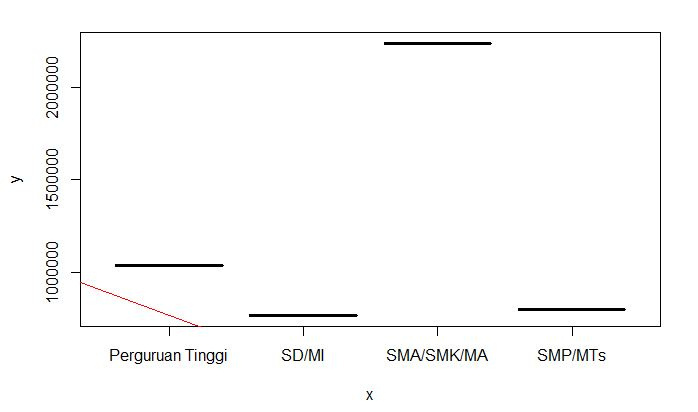 2000000
1500000
1000000
y
Perguruan Tinggi
SD/MI
SMA/SMK/MA
SMP/MTs
x